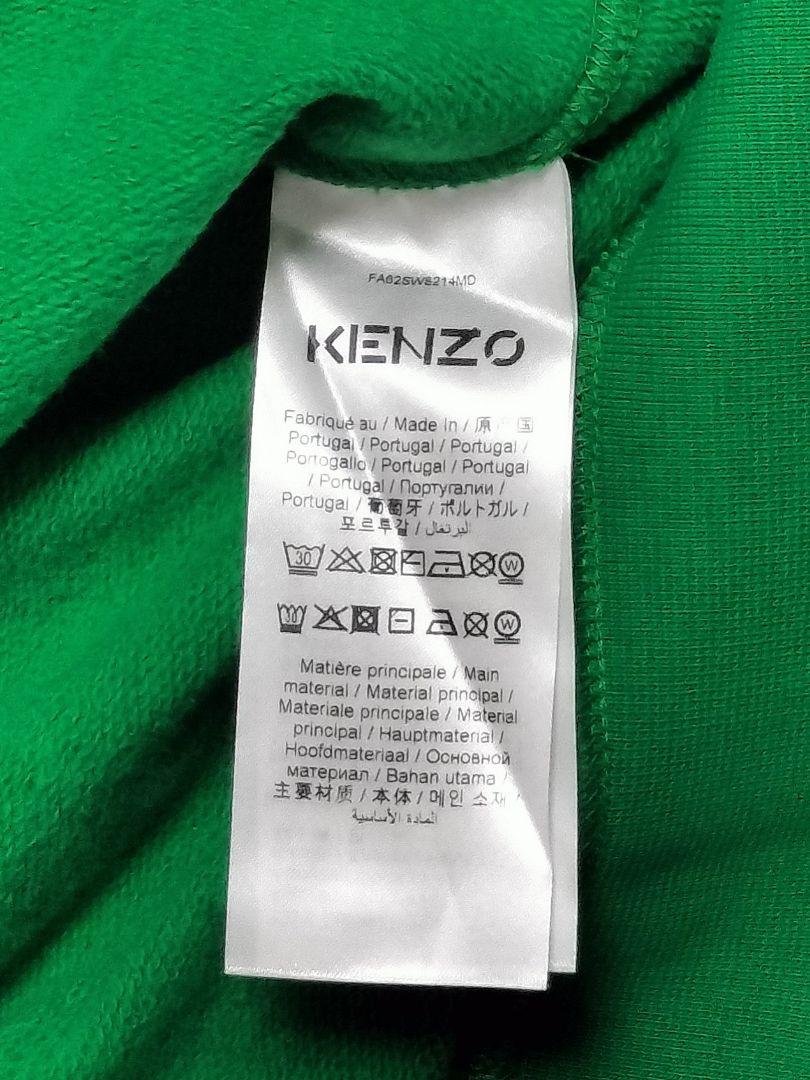 FA62SW8214MD
KENZO
Fabriqué au / Made In / 原产国
Portugal / Portugal / Portugal /
Portogallo / Portugal / Portugal
/ Portugal / Португалии /
Portugal / 葡萄牙 / ポルトガル /
포르투갈 / البرتغال
30
30
W
W
Matière principale / Main
material / Material principal /
Materiale principale / Material
principal / Hauptmaterial /
Hoofdmateriaal / Основной
материал / Bahan utama /
主要材质 / 本体 / 메인 소재 /
المادة الأساسية